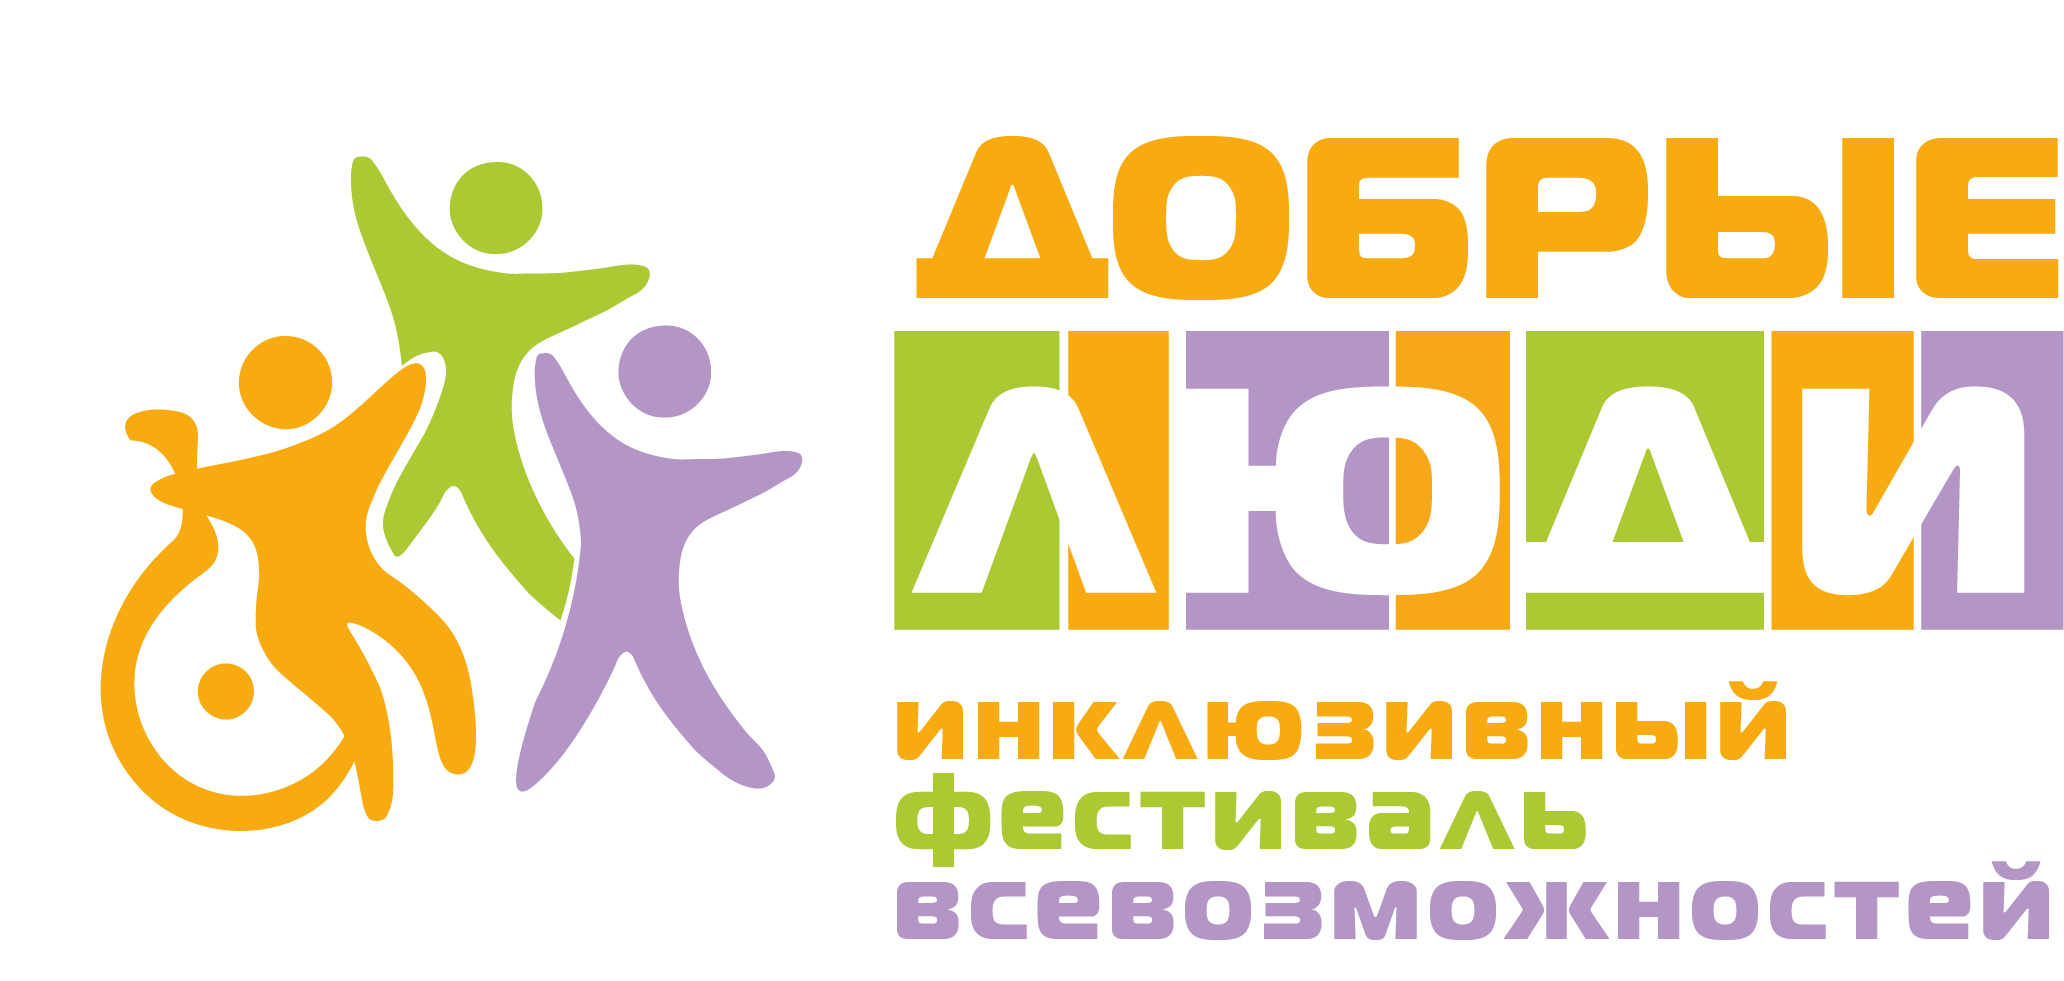 ДОБРЫЕ
ЛЮДИ
инклюзивный
фестиваль
всевозможностей